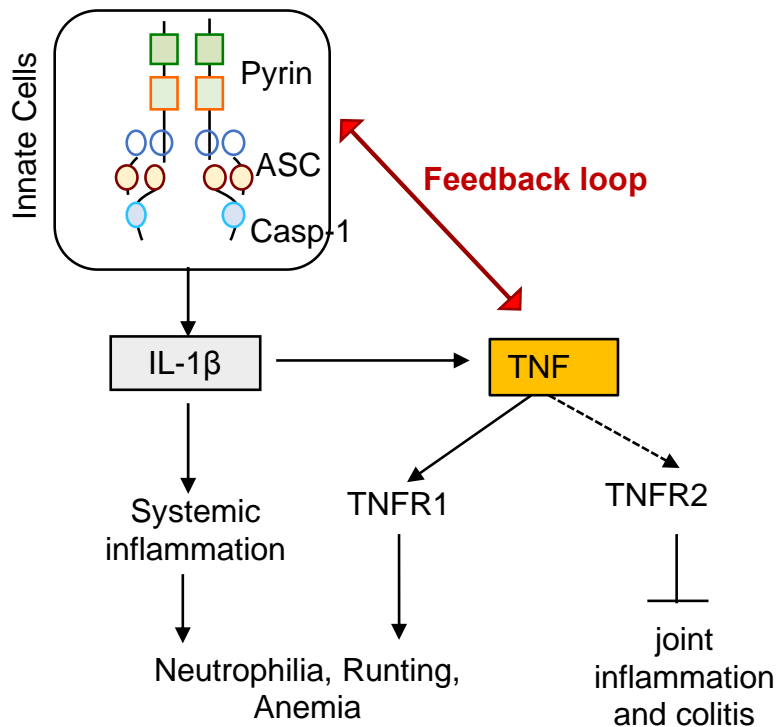 Innate Cells
Pyrin
ASC
Casp-1
Feedback loop
IL-1β
TNF
TNFR1
TNFR2
Systemic
inflammation
Neutrophilia, Runting,
Anemia
joint
inflammation
and colitis